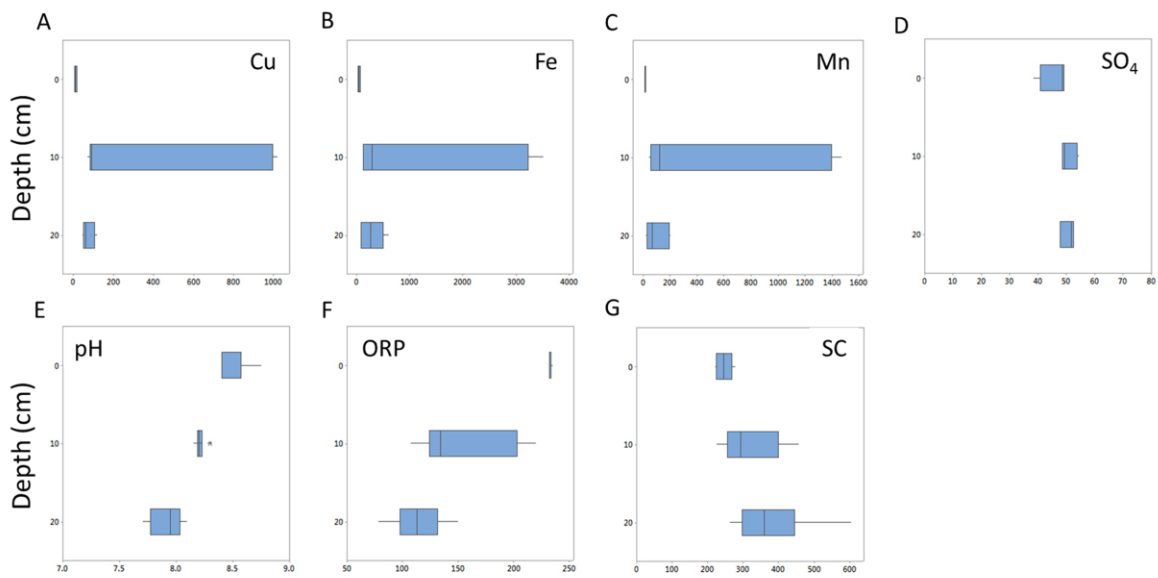 A
B
C
D
Cu
Fe
Mn
SO4
Depth (cm)
0
10
20
0
10
20
0
10
20
0
10
20
0 200 400 600 800 1000
0 1000 2000 3000 4000
0 200 400 600 800 1000 1200 1400 1600
0 10 20 30 40 50 60 70 80
E
F
G
pH
ORP
SC
Depth (cm)
0
10
20
0
10
20
0
10
20
7.0 7.5 8.0 8.5 9.0
50 100 150 200 250
0 100 200 300 400 500 600